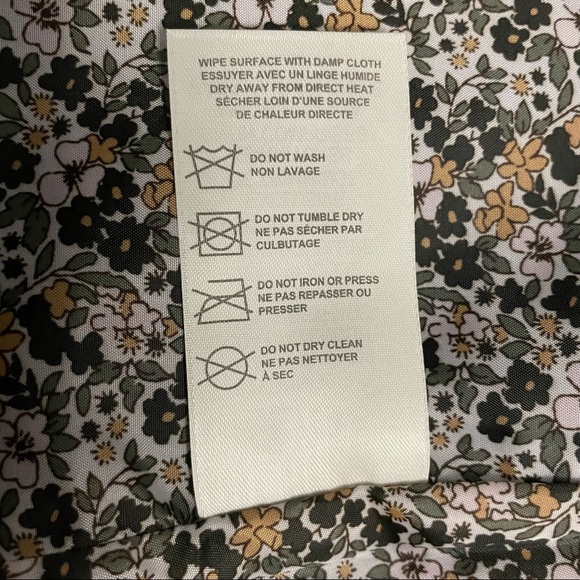 WIPE SURFACE WITH DAMP CLOTH
ESSUYER AVEC UN LINGE HUMIDE
DRY AWAY FROM DIRECT HEAT
SÉCHER LOIN D'UNE SOURCE
DE CHALEUR DIRECTE
DO NOT WASH
NON LAVAGE
DO NOT TUMBLE DRY
NE PAS SÉCHER PAR
CULBUTAGE
DO NOT IRON OR PRESS
NE PAS REPASSER OU
PRESSER
DO NOT DRY CLEAN
NE PAS NETTOYER
À SEC